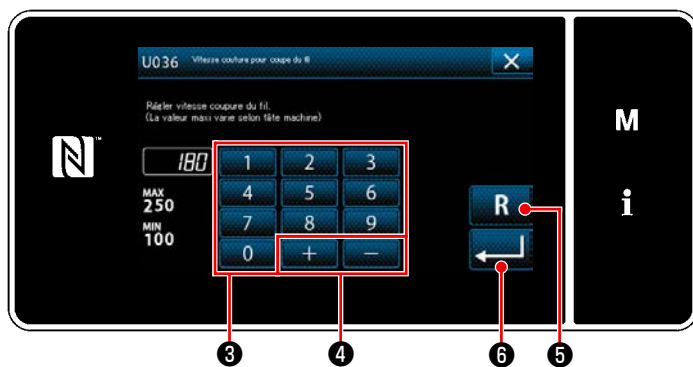 U036 Vitesse couture pour coupe du fil
X
Régler vitesse coupure du fil.
(La valeur maxi varie selon tâte machine)
180
1 2 3
MAX
250
4 5 6
MIN
100
7 8 9
0 + −
R
M
i
N
❸ ❹ ❻ ❺